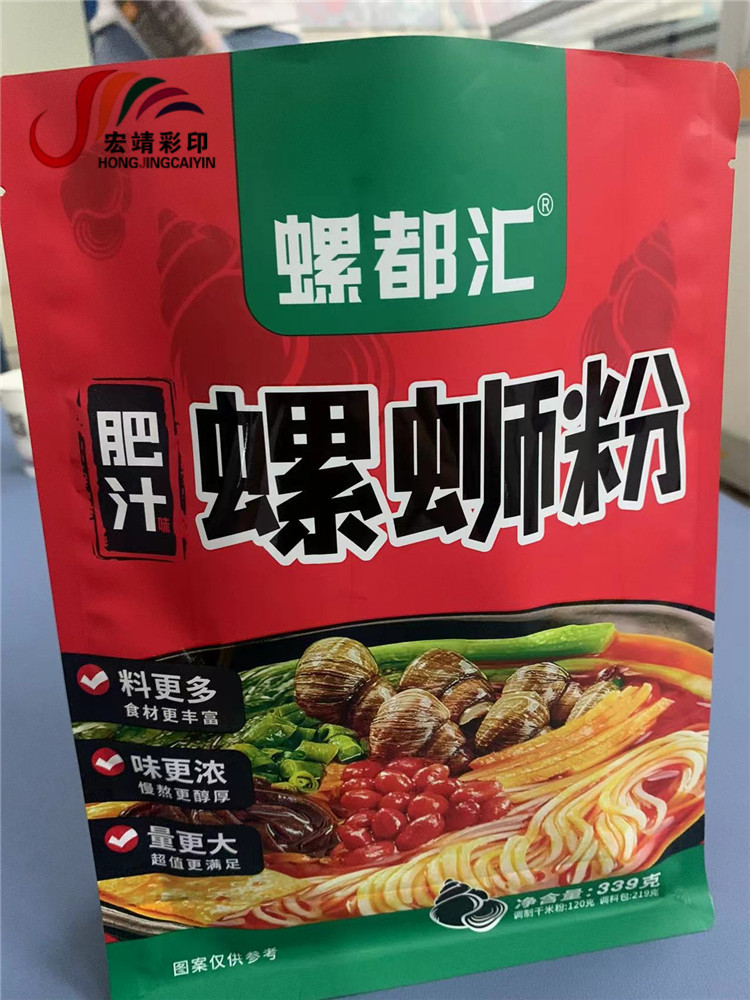 宏靖彩印
HONGJINGCAIYIN
螺都汇®
肥汁
味
螺蛳粉
料更多
食材更丰富
味更浓
慢熬更醇厚
量更大
超值更满足
净含量:339克
调制干米粉:120克 调料包:219克
图案仅供参考